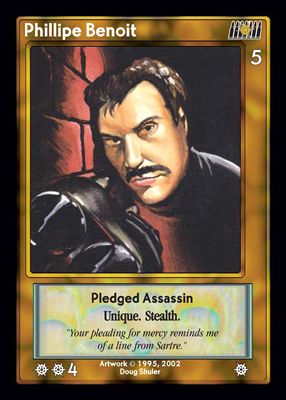 Phillipe Benoit
5
Pledged Assassin
Unique. Stealth.
"Your pleading for mercy reminds me
of a line from Sartre."
4
Artwork © 1995, 2002
Doug Shuler